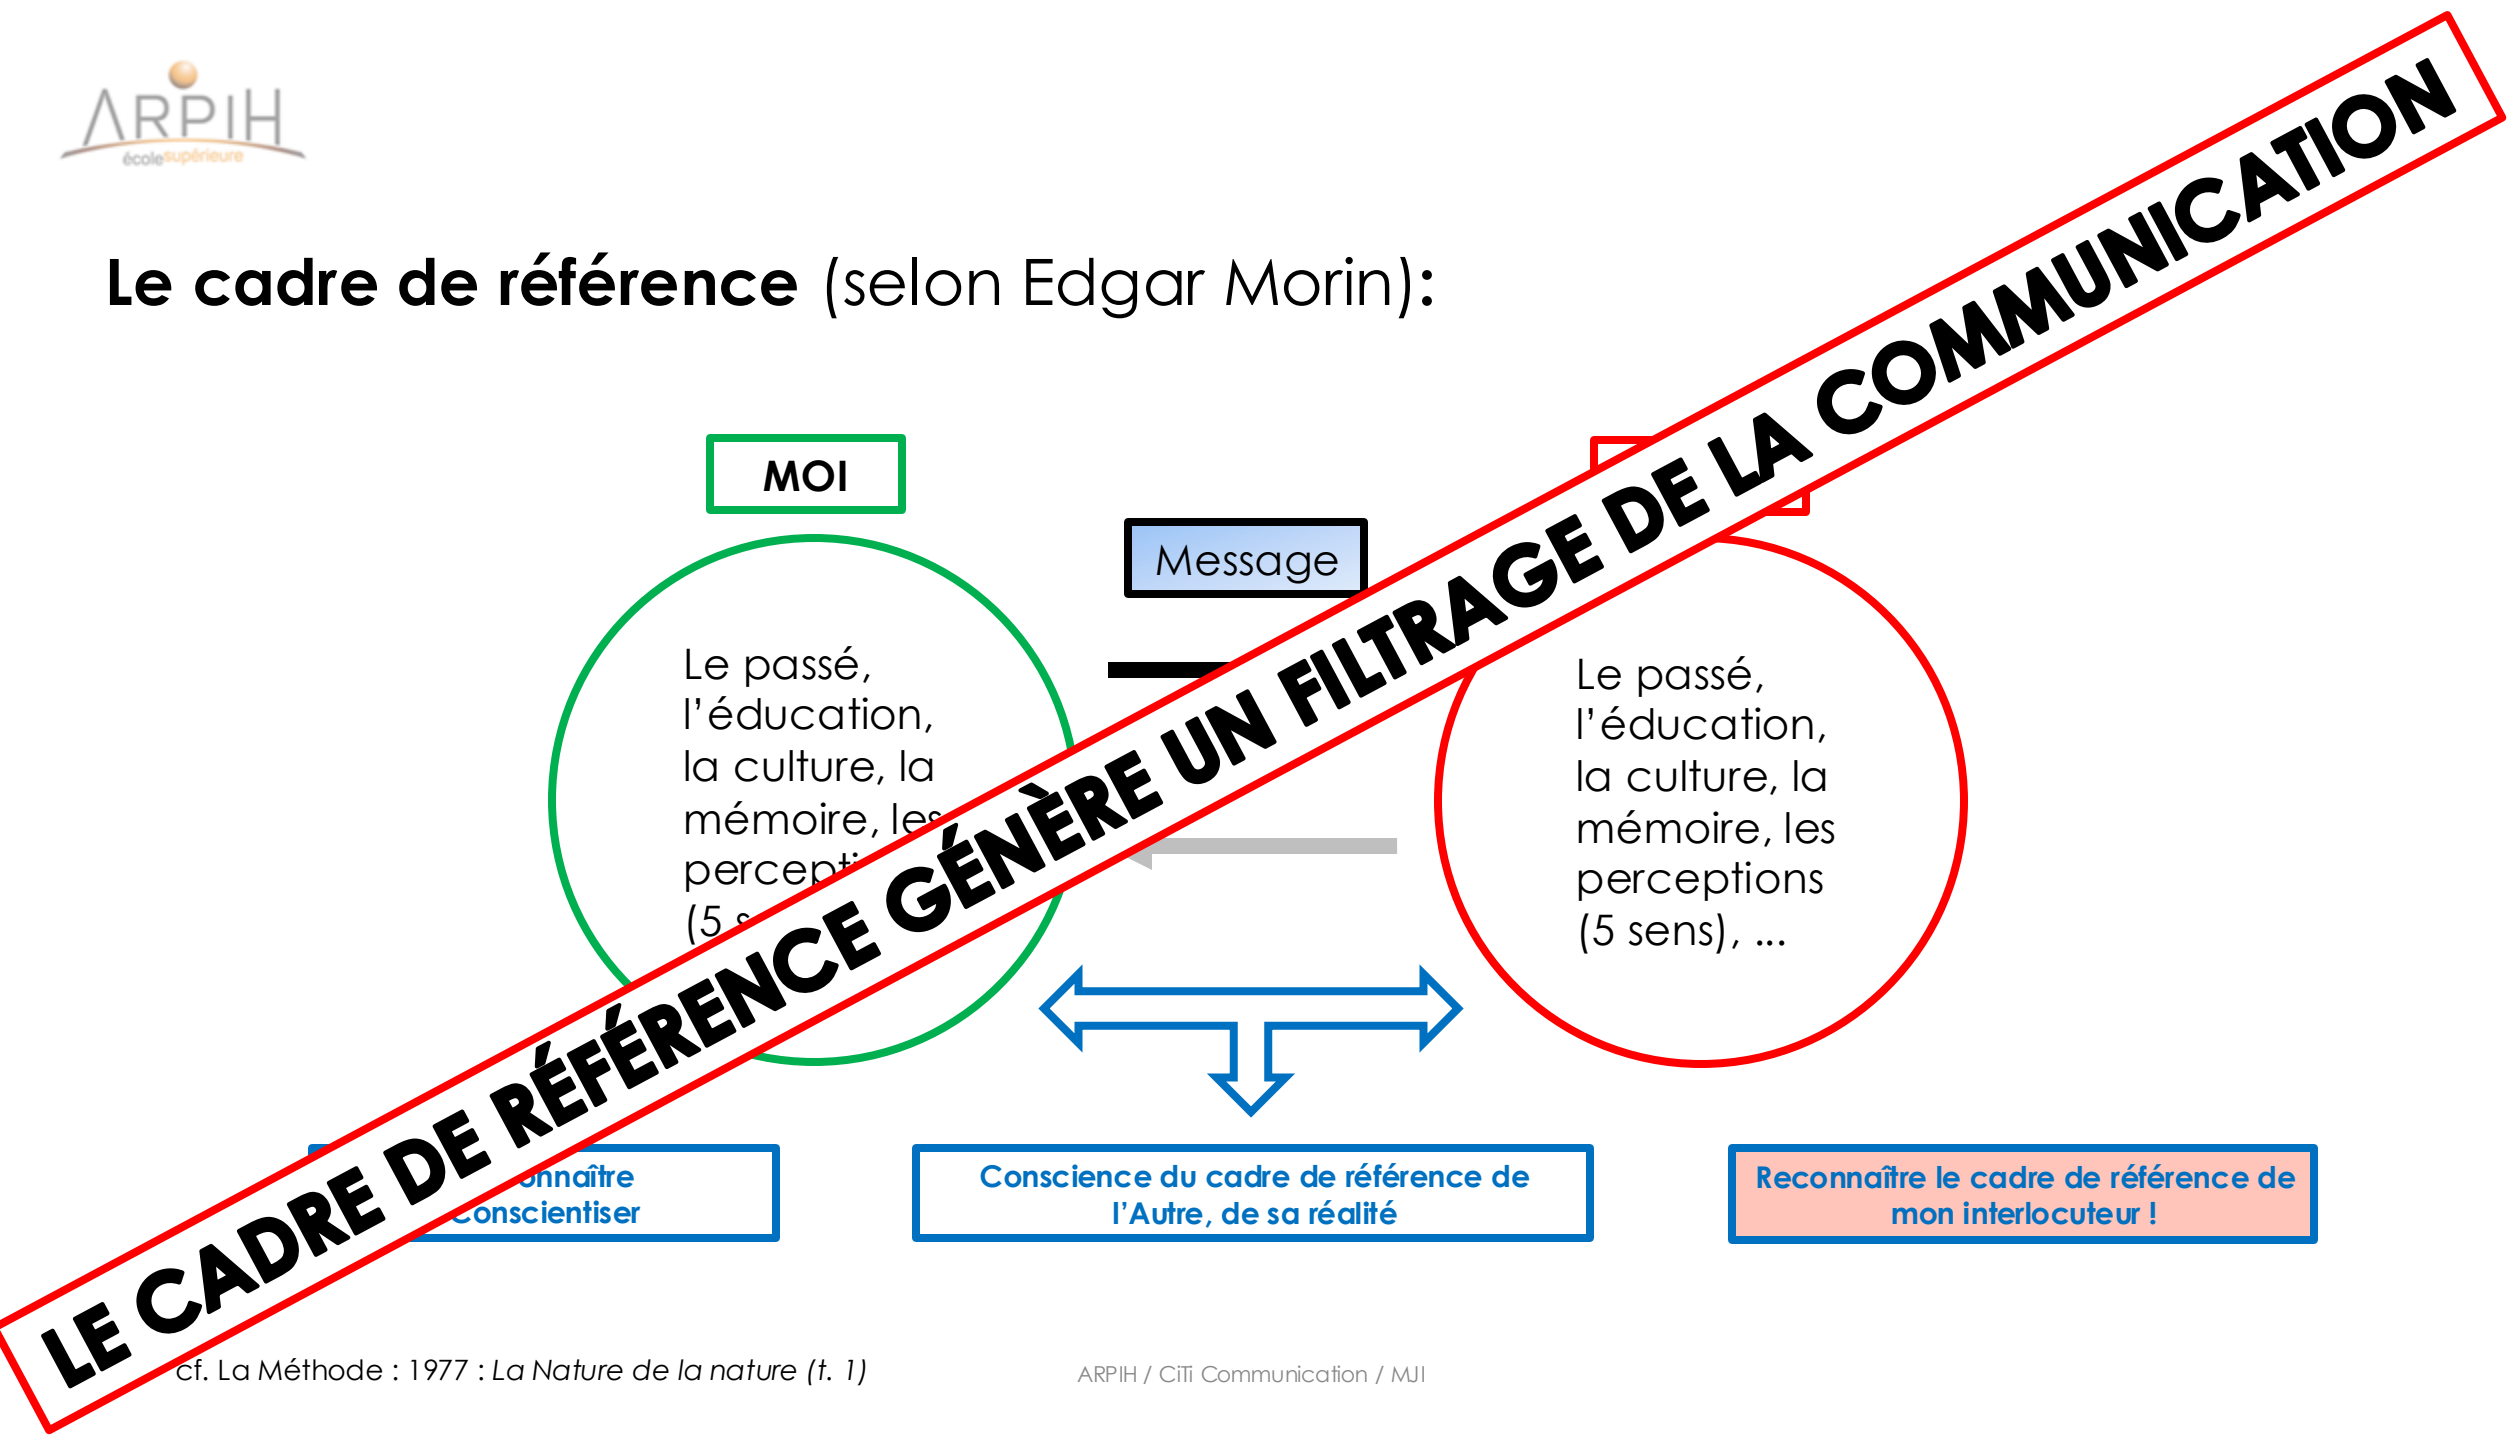 ARPIH
école supérieure
Le cadre de référence (selon Edgar Morin):
MOI
Message
Le passé,
l’éducation,
la culture, la
mémoire, les
(5
Le passé,
l’éducation,
la culture, la
mémoire, les
perceptions
(5 sens), ...
LE CADRE DE RÉFÉRENCE GÉNÈRE UN FILTRAGE DE LA COMMUNICATION
Conscientiser
Conscience du cadre de référence de
l’Autre, de sa réalité
Reconnaître le cadre de référence de
mon interlocuteur !
cf. La Méthode : 1977 : La Nature de la nature (t. 1)
ARPIH / CiTi Communication / MJI